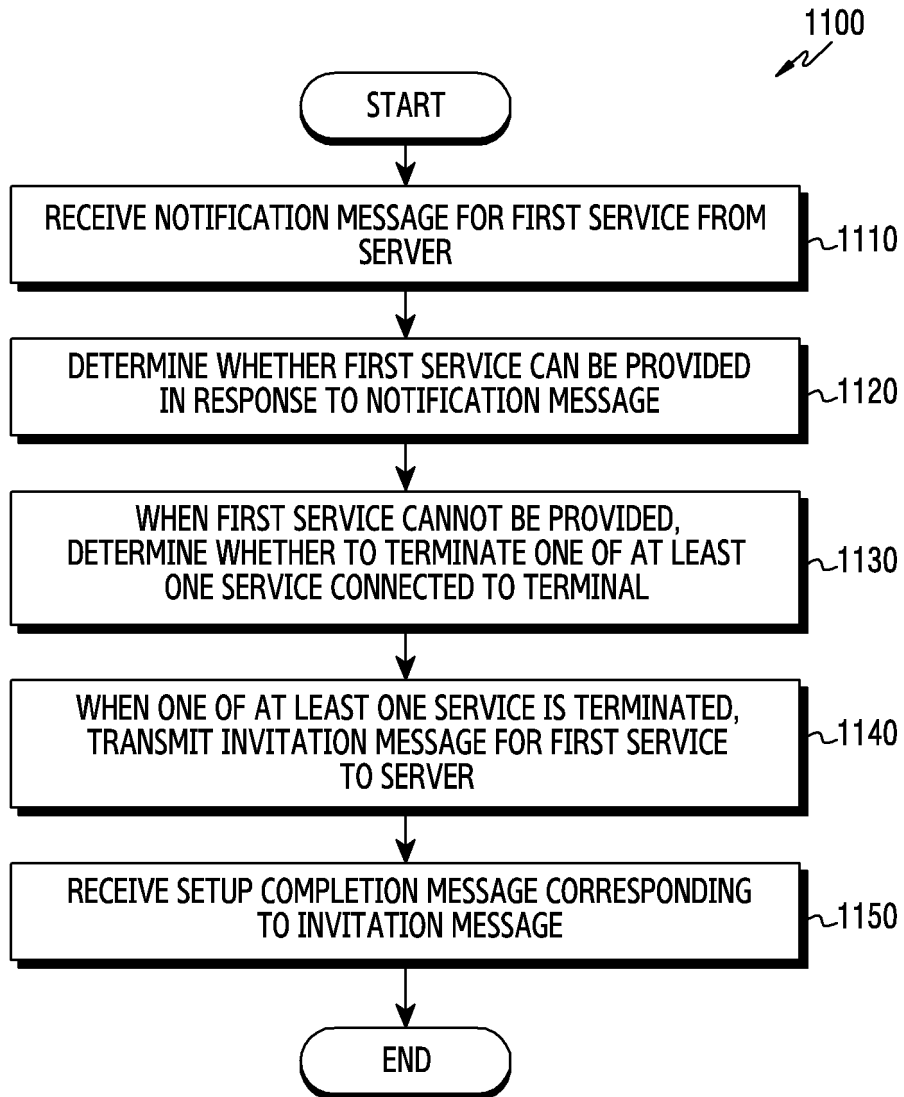 1100
START
RECEIVE NOTIFICATION MESSAGE FOR FIRST SERVICE FROM
SERVER
1110
DETERMINE WHETHER FIRST SERVICE CAN BE PROVIDED
IN RESPONSE TO NOTIFICATION MESSAGE
1120
WHEN FIRST SERVICE CANNOT BE PROVIDED,
DETERMINE WHETHER TO TERMINATE ONE OF AT LEAST
ONE SERVICE CONNECTED TO TERMINAL
1130
WHEN ONE OF AT LEAST ONE SERVICE IS TERMINATED,
TRANSMIT INVITATION MESSAGE FOR FIRST SERVICE
TO SERVER
1140
RECEIVE SETUP COMPLETION MESSAGE CORRESPONDING
TO INVITATION MESSAGE
1150
END